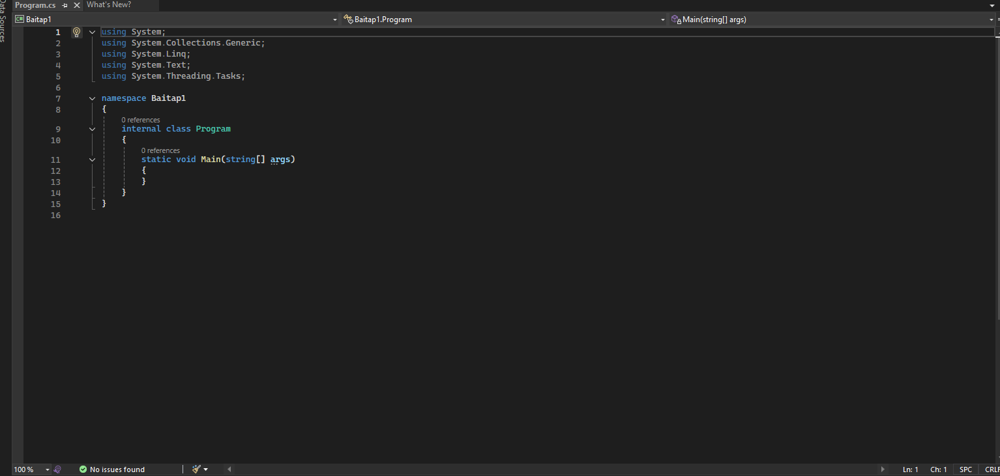 Data Sources
Program.cs What's New?
Baitap1 Baitap1.Program Main(string[] args)
1 using System;
2 using System.Collections.Generic;
3 using System.Linq;
4 using System.Text;
5 using System.Threading.Tasks;
6
7 namespace Baitap1
8 {
0 references
9 internal class Program
10 {
0 references
11 static void Main(string[] args)
12 {
13 }
14 }
15 }
16
100 % No issues found Ln: 1 Ch: 1 SPC CRLF